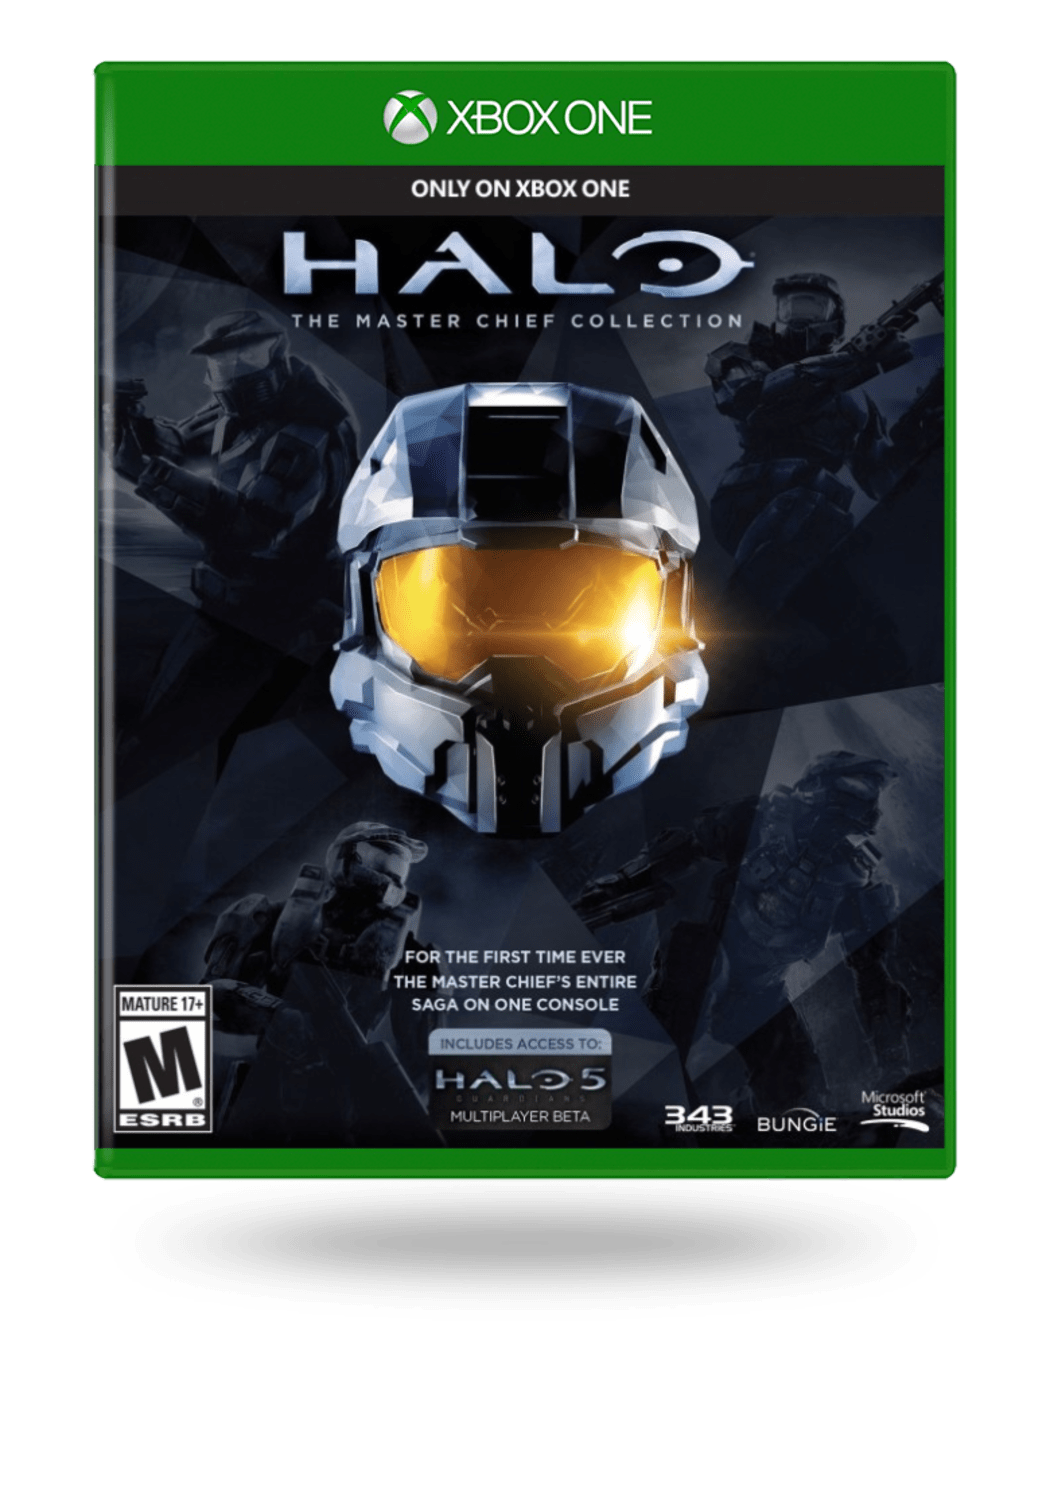 XBOX ONE
ONLY ON XBOX ONE
HALO
THE MASTER CHIEF COLLECTION
FOR THE FIRST TIME EVER
THE MASTER CHIEF'S ENTIRE
SAGA ON ONE CONSOLE
INCLUDES ACCESS TO:
HALO 5
GUARDIANS
MULTIPLAYER BETA
MATURE 17+
M
®
ESRB
343
INDUSTRIES
BUNGiE
Microsoft®
Studios